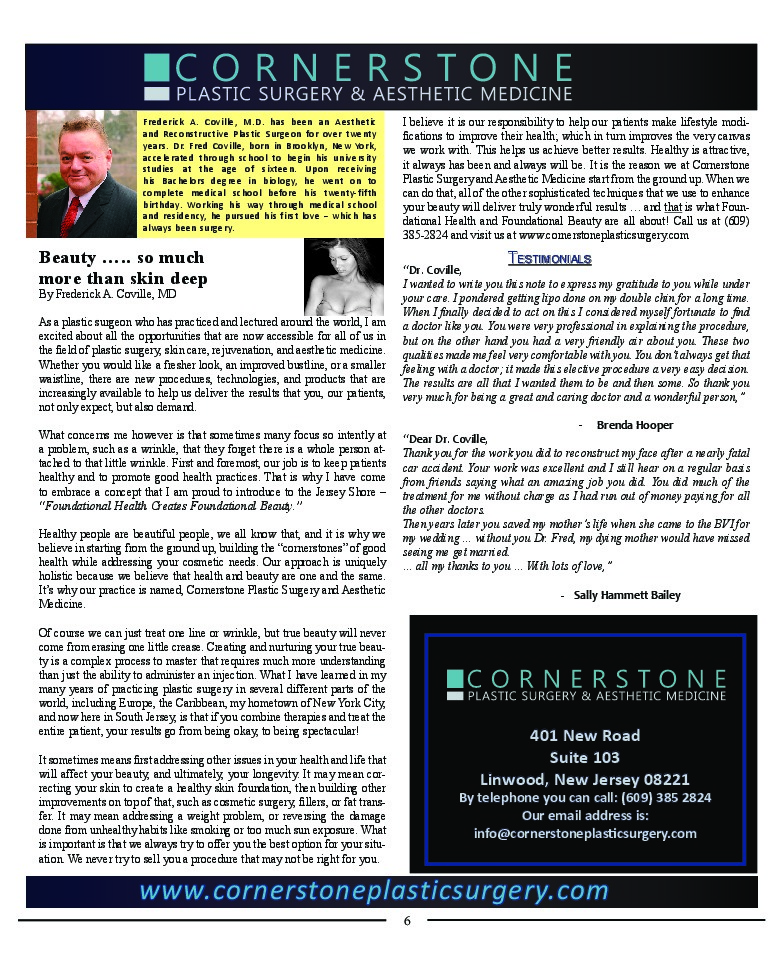 CORNERSTONE
PLASTIC SURGERY & AESTHETIC MEDICINE
Frederick A. Coville, M.D. has been an Aesthetic
and Reconstructive Plastic Surgeon for over twenty
years. Dr. Fred Coville, born in Brooklyn, New York,
accelerated through school to begin his university
studies at the age of sixteen. Upon receiving
his Bachelors degree in biology, he went on to
complete medical school before his twenty-fifth
birthday. Working his way through medical school
and residency, he pursued his first love – which has
always been surgery.
Beauty ….. so much
more than skin deep
By Frederick A. Coville, MD
As a plastic surgeon who has practiced and lectured around the world, I am
excited about all the opportunities that are now accessible for all of us in
the field of plastic surgery, skin care, rejuvenation, and aesthetic medicine.
Whether you would like a fresher look, an improved bustline, or a smaller
waistline, there are new procedures, technologies, and products that are
increasingly available to help us deliver the results that you, our patients,
not only expect, but also demand.
What concerns me however is that sometimes many focus so intently at
a problem, such as a wrinkle, that they forget there is a whole person at-
tached to that little wrinkle. First and foremost, our job is to keep patients
healthy and to promote good health practices. That is why I have come
to embrace a concept that I am proud to introduce to the Jersey Shore –
“Foundational Health Creates Foundational Beauty.”
Healthy people are beautiful people, we all know that, and it is why we
believe in starting from the ground up, building the “cornerstones” of good
health while addressing your cosmetic needs. Our approach is uniquely
holistic because we believe that health and beauty are one and the same.
It’s why our practice is named, Cornerstone Plastic Surgery and Aesthetic
Medicine.
Of course we can just treat one line or wrinkle, but true beauty will never
come from erasing one little crease. Creating and nurturing your true beau-
ty is a complex process to master that requires much more understanding
than just the ability to administer an injection. What I have learned in my
many years of practicing plastic surgery in several different parts of the
world, including Europe, the Caribbean, my hometown of New York City,
and now here in South Jersey, is that if you combine therapies and treat the
entire patient, your results go from being okay, to being spectacular!
It sometimes means first addressing other issues in your health and life that
will affect your beauty, and ultimately, your longevity. It may mean cor-
recting your skin to create a healthy skin foundation, then building other
improvements on top of that, such as cosmetic surgery, fillers, or fat trans-
fer. It may mean addressing a weight problem, or reversing the damage
done from unhealthy habits like smoking or too much sun exposure. What
is important is that we always try to offer you the best option for your situ-
ation. We never try to sell you a procedure that may not be right for you.
I believe it is our responsibility to help our patients make lifestyle modi-
fications to improve their health; which in turn improves the very canvas
we work with. This helps us achieve better results. Healthy is attractive,
it always has been and always will be. It is the reason we at Cornerstone
Plastic Surgery and Aesthetic Medicine start from the ground up. When we
can do that, all of the other sophisticated techniques that we use to enhance
your beauty will deliver truly wonderful results … and that is what Foun-
dational Health and Foundational Beauty are all about! Call us at (609)
385-2824 and visit us at www.cornerstoneplasticsurgery.com
TESTIMONIALS
“Dr. Coville,
I wanted to write you this note to express my gratitude to you while under
your care. I pondered getting lipo done on my double chin for a long time.
When I finally decided to act on this I considered myself fortunate to find
a doctor like you. You were very professional in explaining the procedure,
but on the other hand you had a very friendly air about you. These two
qualities made me feel very comfortable with you. You don’t always get that
feeling with a doctor; it made this elective procedure a very easy decision.
The results are all that I wanted them to be and then some. So thank you
very much for being a great and caring doctor and a wonderful person,”
- Brenda Hooper
“Dear Dr. Coville,
Thank you for the work you did to reconstruct my face after a nearly fatal
car accident. Your work was excellent and I still hear on a regular basis
from friends saying what an amazing job you did. You did much of the
treatment for me without charge as I had run out of money paying for all
the other doctors.
Then years later you saved my mother’s life when she came to the BVI for
my wedding … without you Dr. Fred, my dying mother would have missed
seeing me get married.
… all my thanks to you … With lots of love,”
- Sally Hammett Bailey
CORNERSTONE
PLASTIC SURGERY & AESTHETIC MEDICINE
401 New Road
Suite 103
Linwood, New Jersey 08221
By telephone you can call: (609) 385 2824
Our email address is:
info@cornerstoneplasticsurgery.com
www.cornerstoneplasticsurgery.com
6